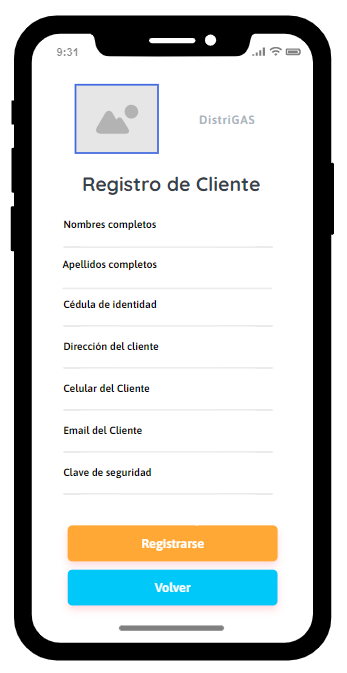 9:31
DistriGAS
Registro de Cliente
Nombres completos
Apellidos completos
Cédula de identidad
Dirección del cliente
Celular del Cliente
Email del Cliente
Clave de seguridad
Registrarse
Volver